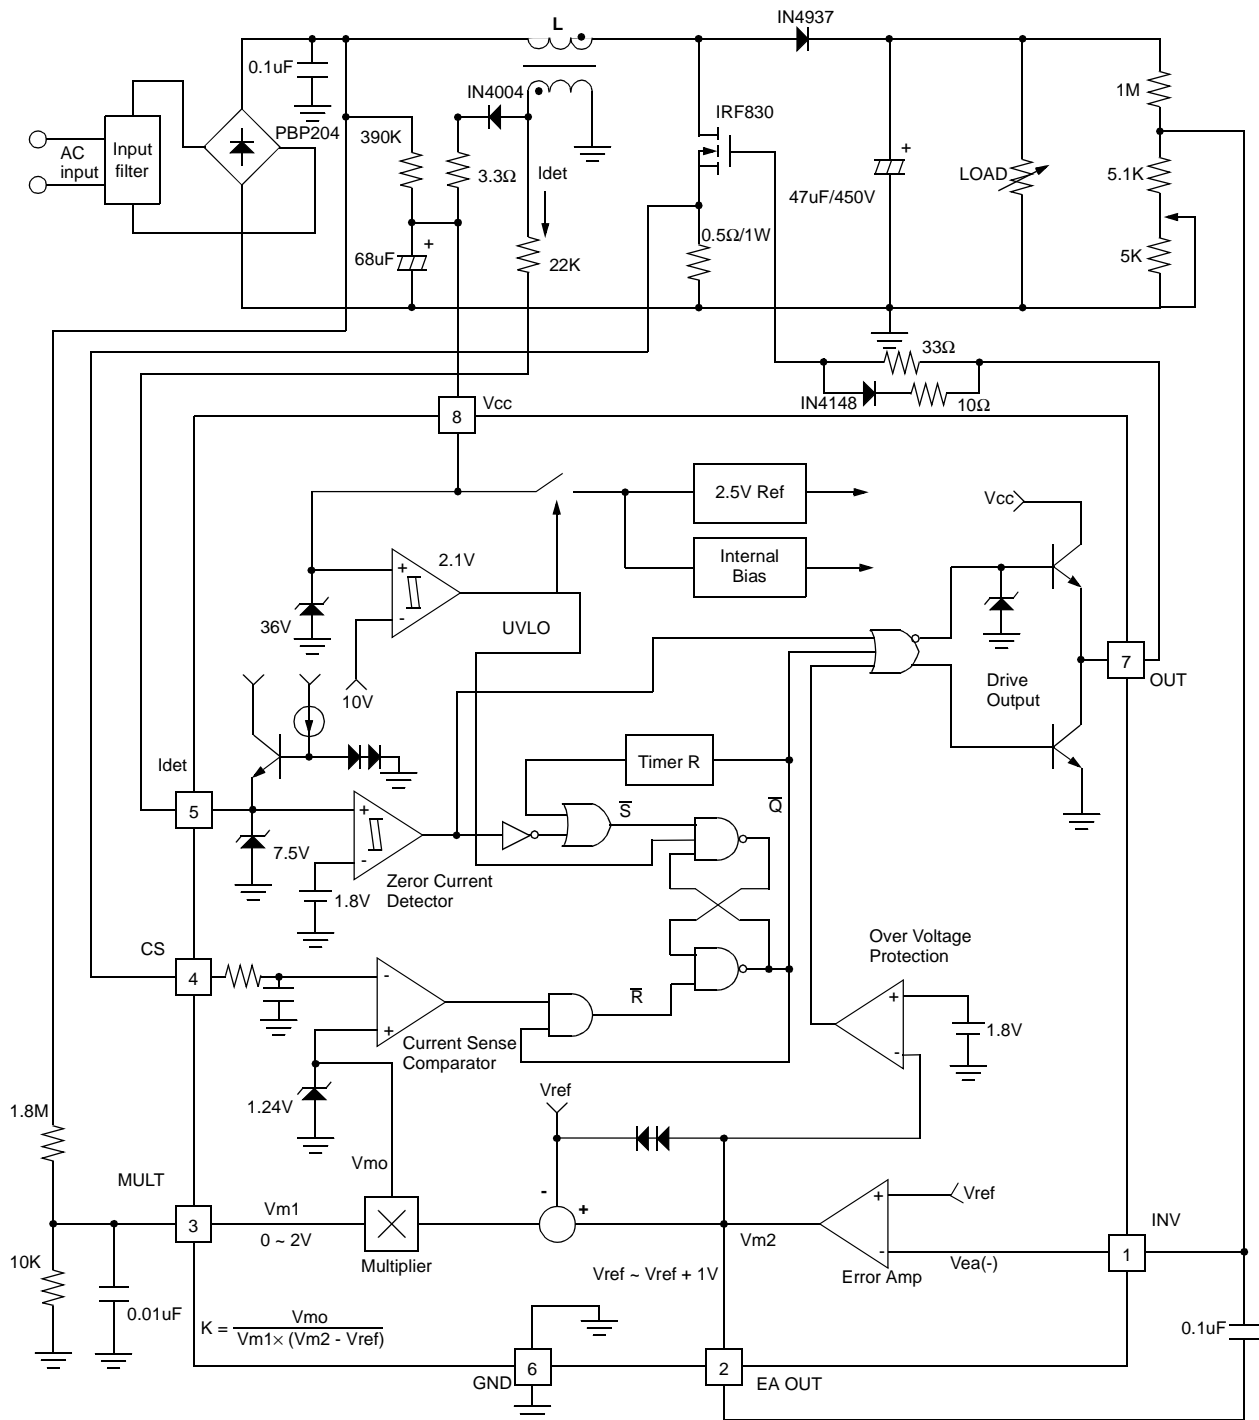 L
IN4937
0.1uF
IN4004
1M
PBP204
390K
IRF830
AC
input
Input
filter
3.3Ω
Idet
47uF/450V
LOAD
5.1K
0.5Ω/1W
68uF
+
+
22K
5K
33Ω
IN4148
10Ω
8
Vcc
2.5V Ref
Vcc
2.1V
Internal
Bias
+
-
36V
UVLO
10V
Drive
Output
7
OUT
Timer R
Idet
S
Q
5
+
-
7.5V
1.8V
Zeror Current
Detector
CS
4
-
+
R
Over Voltage
Protection
+
-
1.8V
Current Sense
Comparator
1.24V
Vref
1.8M
Vmo
MULT
-
+
+
Vref
3
Vm1
0 ~ 2V
Vm2
INV
1
10K
Multiplier
-
Vea(-)
Error Amp
Vref ~ Vref + 1V
0.01uF
K = Vmo
Vm1× (Vm2 - Vref)
0.1uF
GND
6
2
EA OUT